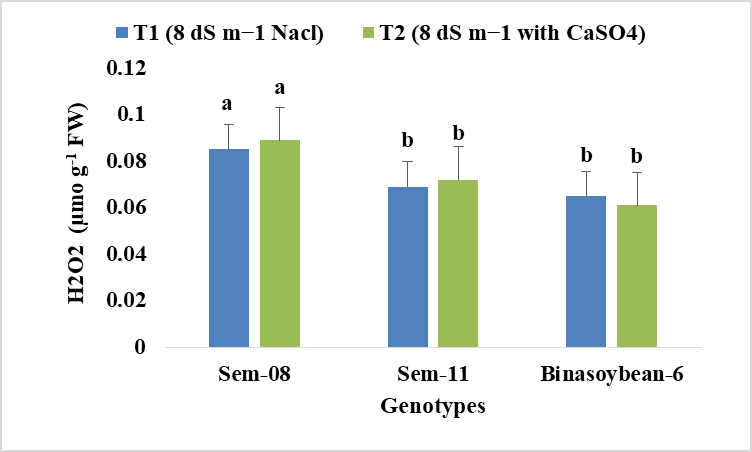 T1 (8 dS m−1 Nacl) T2 (8 dS m−1 with CaSO4)
0.12
0.1
0.08
0.06
0.04
0.02
0
H2O2 (µmo g⁻¹ FW)
a a b b b b
Sem-08 Sem-11 Binasoybean-6
Genotypes